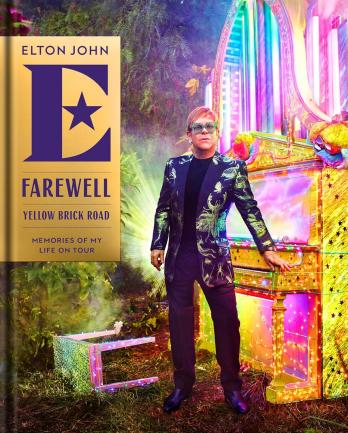 ELTON JOHN
E
FAREWELL
YELLOW BRICK ROAD
MEMORIES OF MY
LIFE ON TOUR